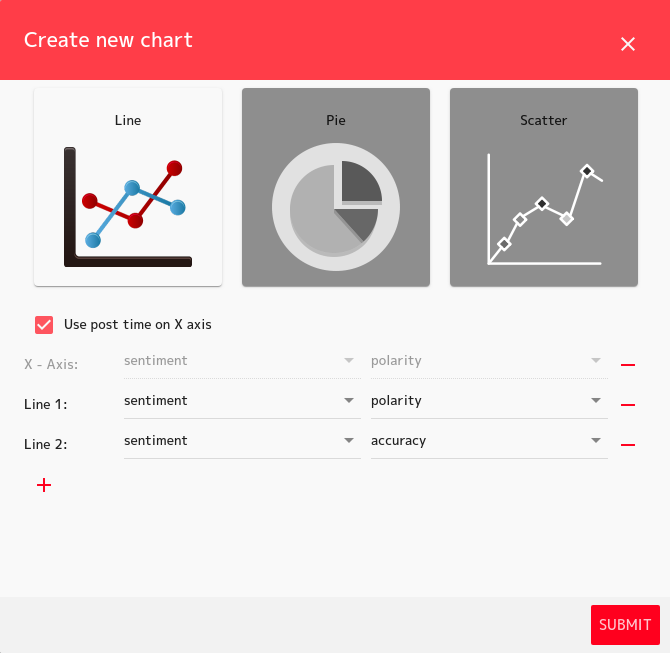 Create new chart
Line
Pie
Scatter
Use post time on X axis
X - Axis: sentiment polarity
Line 1: sentiment polarity
Line 2: sentiment accuracy
SUBMIT